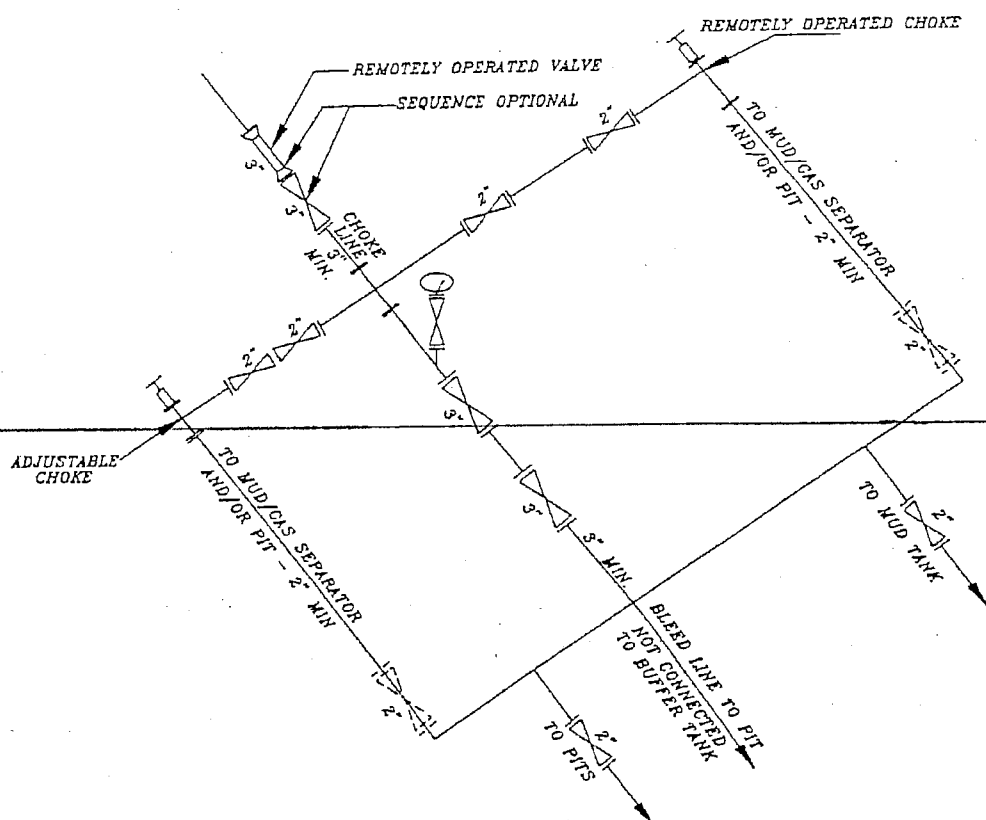 REMOTELY OPERATED CHOKE
REMOTELY OPERATED VALVE
SEQUENCE OPTIONAL
3"
3"
CHOKE
LINE
3"
MIN.
2"
2"
TO MUD/GAS SEPARATOR
AND/OR PIT - 2" MIN
2"
2"
2"
3"
2"
ADJUSTABLE
CHOKE
TO MUD/GAS SEPARATOR
AND/OR PIT - 2" MIN
3"
3" MIN.
TO MUD TANK
2"
BLEED LINE TO PIT
NOT CONNECTED
TO BUFFER TANK
2"
TO PITS
2"